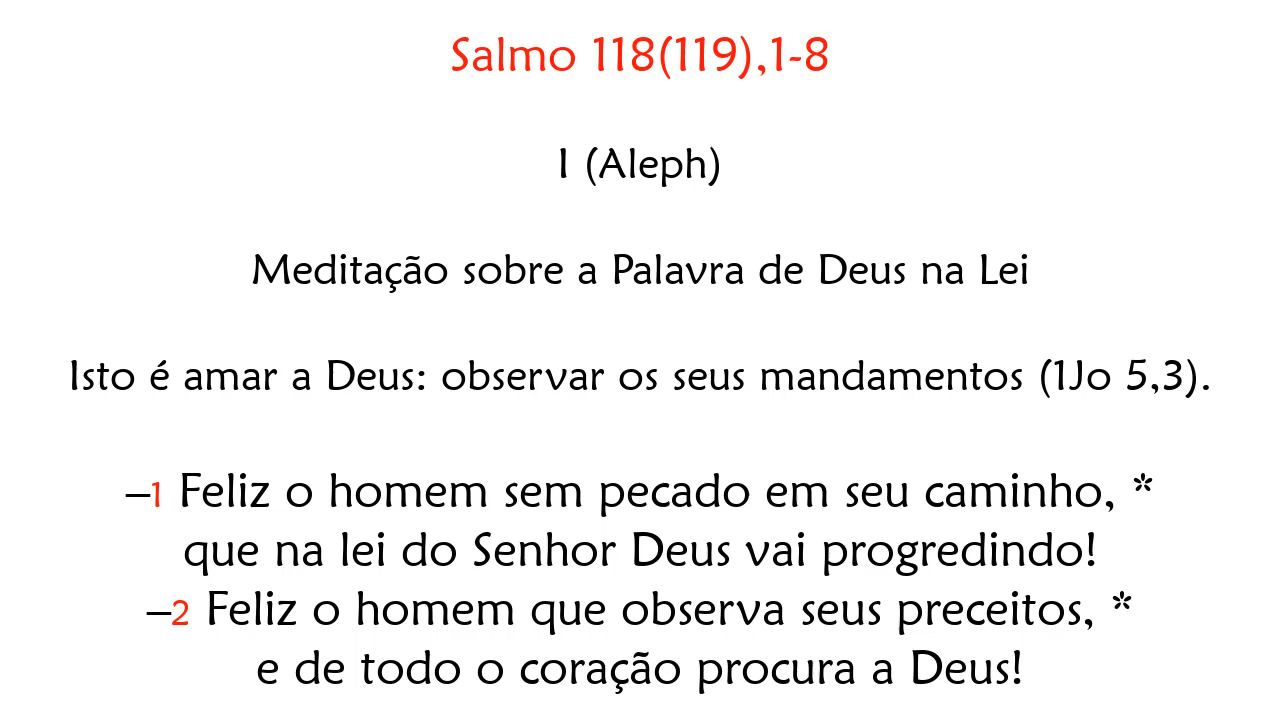 Salmo 118(119),1-8
I (Aleph)
Meditação sobre a Palavra de Deus na Lei
Isto é amar a Deus: observar os seus mandamentos (1Jo 5,3).
–1 Feliz o homem sem pecado em seu caminho, *
que na lei do Senhor Deus vai progredindo!
–2 Feliz o homem que observa seus preceitos, *
e de todo o coração procura a Deus!